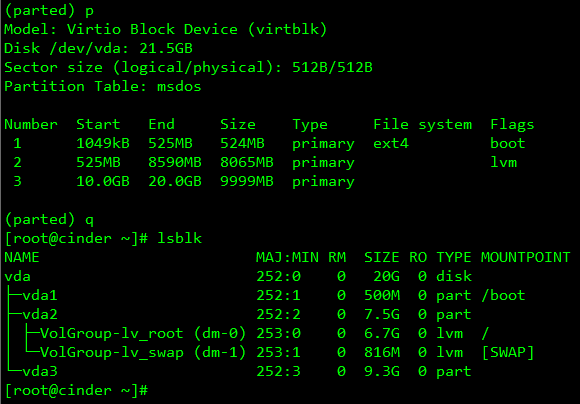 (parted) p
Model: Virtio Block Device (virtblk)
Disk /dev/vda: 21.5GB
Sector size (logical/physical): 512B/512B
Partition Table: msdos

Number  Start   End     Size    Type     File system  Flags
 1      1049kB  525MB   524MB   primary  ext4         boot
 2      525MB   8590MB  8065MB  primary               lvm
 3      10.0GB  20.0GB  9999MB  primary

(parted) q
[root@cinder ~]# lsblk
NAME                        MAJ:MIN RM  SIZE RO TYPE MOUNTPOINT
vda                         252:0    0   20G  0 disk
├─vda1                      252:1    0  500M  0 part /boot
├─vda2                      252:2    0  7.5G  0 part
│ ├─VolGroup-lv_root (dm-0) 253:0    0  6.7G  0 lvm  /
│ └─VolGroup-lv_swap (dm-1) 253:1    0  816M  0 lvm  [SWAP]
└─vda3                      252:3    0  9.3G  0 part
[root@cinder ~]#